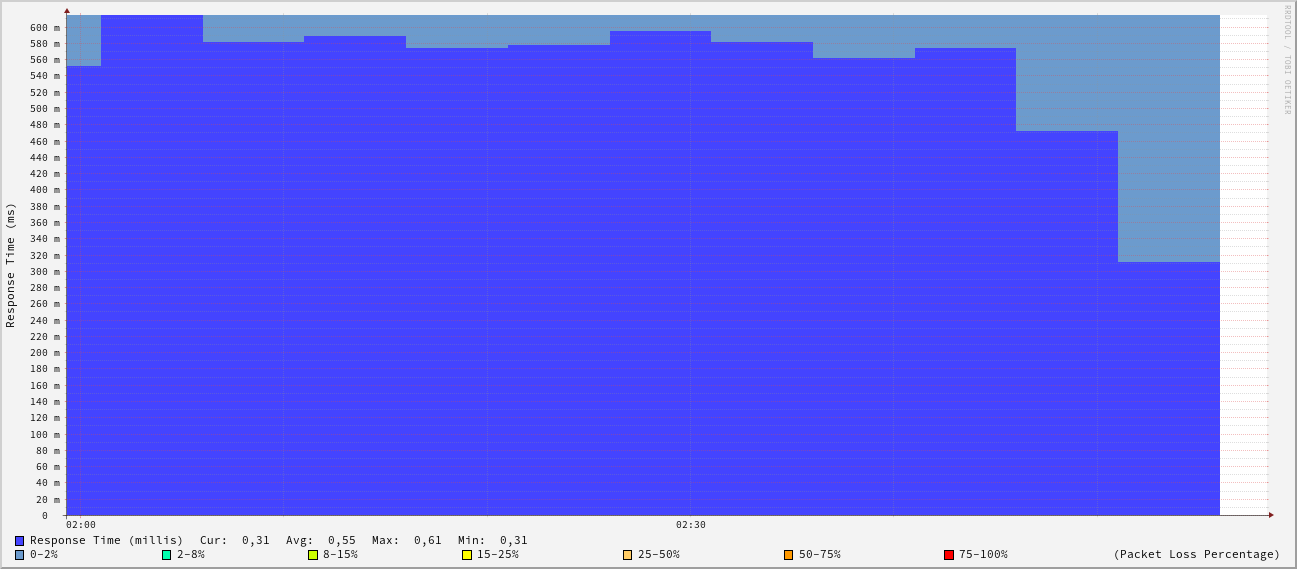 RRDTOOL / TOBI OETIKER
Response Time (ms)
600 m
580 m
560 m
540 m
520 m
500 m
480 m
460 m
440 m
420 m
400 m
380 m
360 m
340 m
320 m
300 m
280 m
260 m
240 m
220 m
200 m
180 m
160 m
140 m
120 m
100 m
80 m
60 m
40 m
20 m
0
02:00 02:30
Response Time (millis) Cur: 0,31 Avg: 0,55 Max: 0,61 Min: 0,31
0-2% 2-8% 8-15% 15-25% 25-50% 50-75% 75-100% (Packet Loss Percentage)